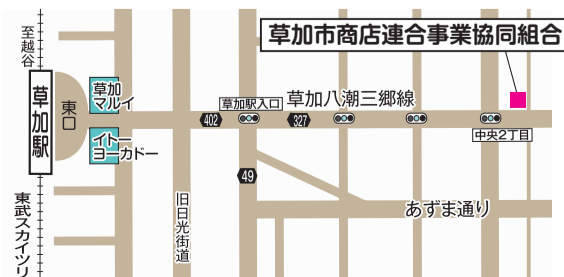 草加市商店連合事業協同組合
至越谷
草加駅
東口
草加
マルイ
イトー
ヨーカドー
草加駅入口
草加八潮三郷線
402
327
中央2丁目
49
旧日光街道
あずま通り
東武スカイツリ